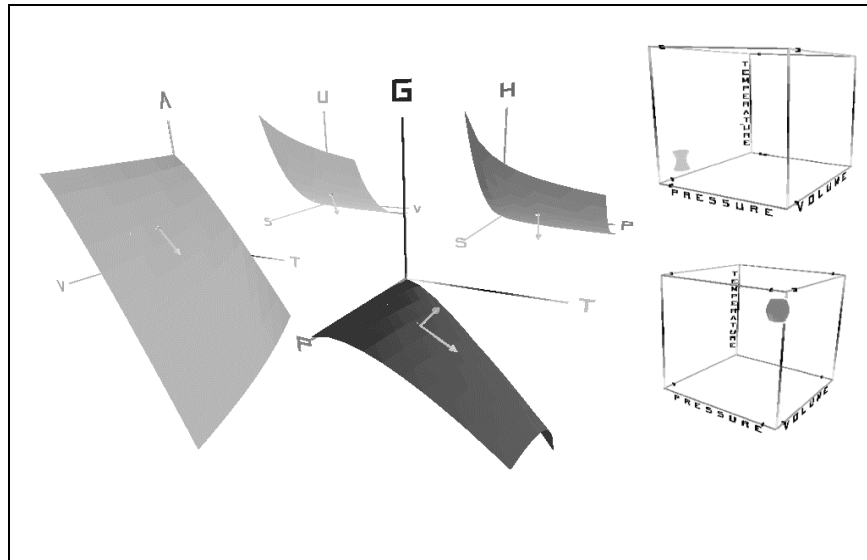 A
U
G
H
S
V
S
P
V
T
P
T
TEMPERATURE
PRESSURE
VOLUME
TEMPERATURE
PRESSURE
VOLUME